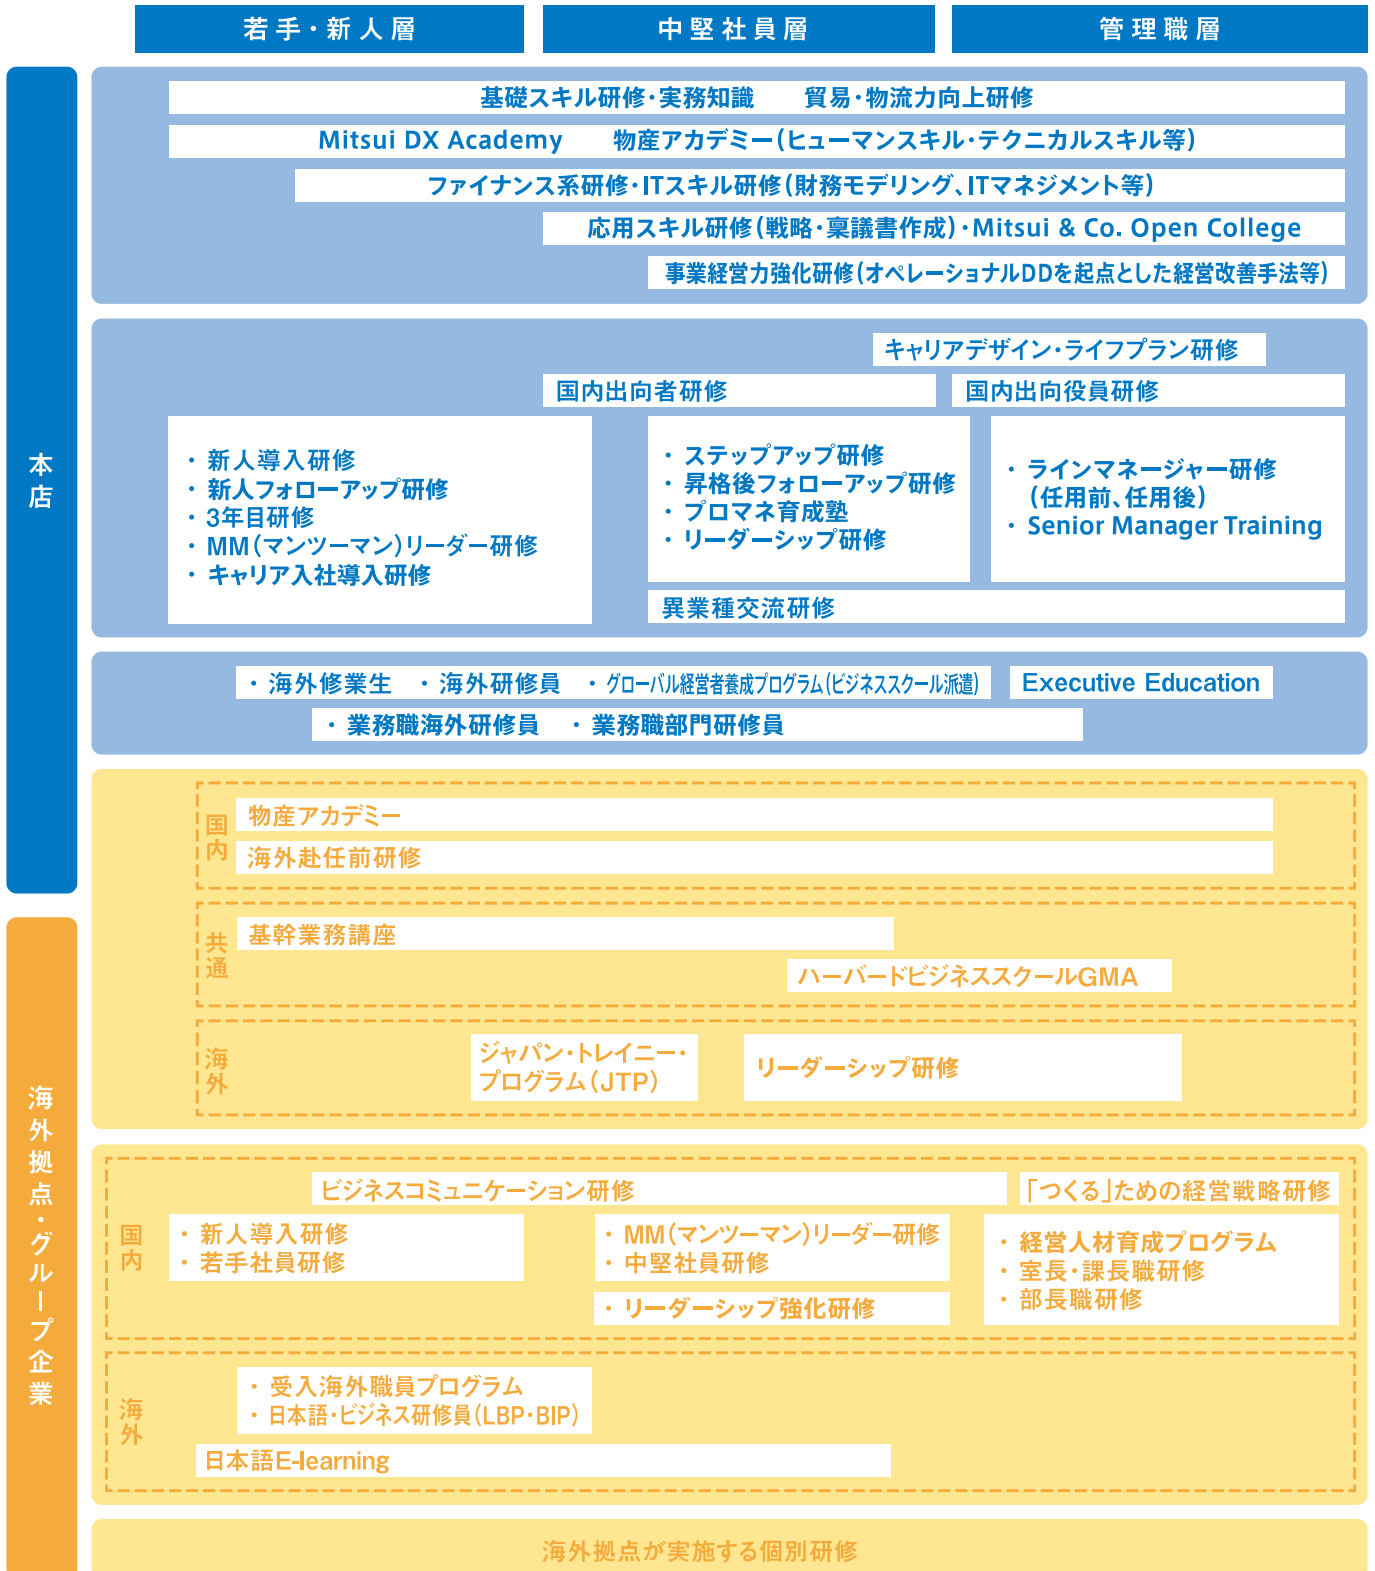 若手・新人層
中堅社員層
管理職層
本店
基礎スキル研修・実務知識　貿易・物流力向上研修
Mitsui DX Academy　物産アカデミー（ヒューマンスキル・テクニカルスキル等）
ファイナンス系研修・ITスキル研修（財務モデリング、ITマネジメント等）
応用スキル研修（戦略・稟議書作成）・Mitsui & Co. Open College
事業経営力強化研修（オペレーショナルDDを起点とした経営改善手法等）
キャリアデザイン・ライフプラン研修
国内出向者研修
国内出向役員研修
・ 新人導入研修
・ 新人フォローアップ研修
・ 3年目研修
・ MM（マンツーマン）リーダー研修
・ キャリア入社導入研修
・ ステップアップ研修
・ 昇格後フォローアップ研修
・ プロマネ育成塾
・ リーダーシップ研修
・ ラインマネージャー研修
（任用前、任用後）
・ Senior Manager Training
異業種交流研修
・ 海外修業生　・ 海外研修員　・ グローバル経営者養成プログラム（ビジネススクール派遣）
Executive Education
・ 業務職海外研修員　・ 業務職部門研修員
国内
物産アカデミー
海外赴任前研修
共通
基幹業務講座
ハーバードビジネススクールGMA
海外
ジャパン・トレイニー・
プログラム（JTP）
リーダーシップ研修
海外拠点・グループ企業
国内
ビジネスコミュニケーション研修
「つくる」ための経営戦略研修
・ 新人導入研修
・ 若手社員研修
・ MM（マンツーマン）リーダー研修
・ 中堅社員研修
・ リーダーシップ強化研修
・ 経営人材育成プログラム
・ 室長・課長職研修
・ 部長職研修
海外
・ 受入海外職員プログラム
・ 日本語・ビジネス研修員（LBP・BIP）
日本語E-learning
海外拠点が実施する個別研修